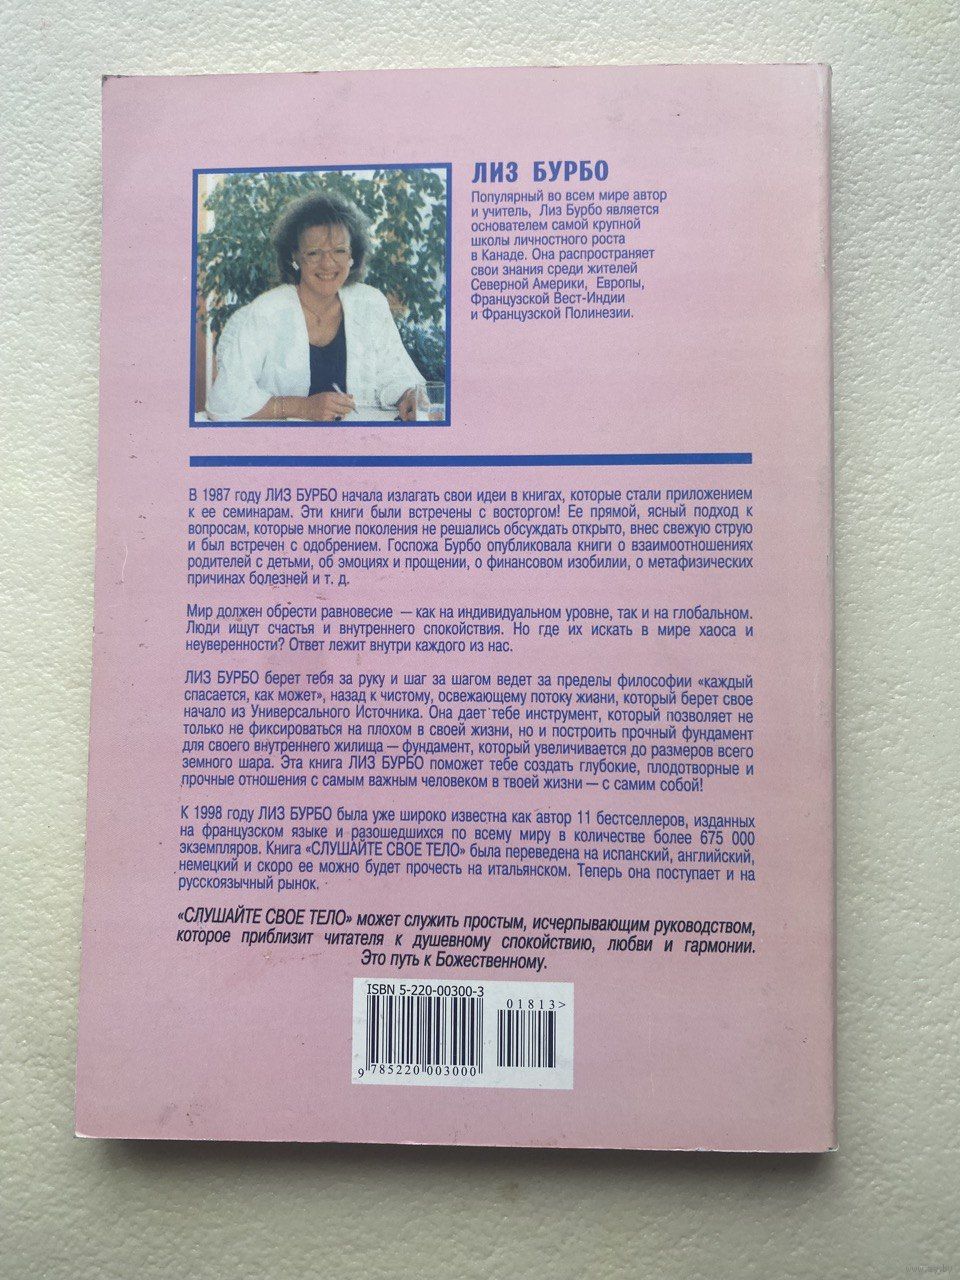 ЛИЗ БУРБО
Популярный во всем мире автор
и учитель, Лиз Бурбо является
основателем самой крупной
школы личностного роста
в Канаде. Она распространяет
свои знания среди жителей
Северной Америки, Европы,
Французской Вест-Индии
и Французской Полинезии.
В 1987 году ЛИЗ БУРБО начала излагать свои идеи в книгах, которые стали приложением
к ее семинарам. Эти книги были встречены с восторгом! Ее прямой, ясный подход к
вопросам, которые многие поколения не решались обсуждать открыто, внес свежую струю
и был встречен с одобрением. Госпожа Бурбо опубликовала книги о взаимоотношениях
родителей с детьми, об эмоциях и прощении, о финансовом изобилии, о метафизических
причинах болезней и т. д.
Мир должен обрести равновесие — как на индивидуальном уровне, так и на глобальном.
Люди ищут счастья и внутреннего спокойствия. Но где их искать в мире хаоса и
неуверенности? Ответ лежит внутри каждого из нас.
ЛИЗ БУРБО берет тебя за руку и шаг за шагом ведет за пределы философии «каждый
спасается, как может», назад к чистому, освежающему потоку жизни, который берет свое
начало из Универсального Источника. Она дает тебе инструмент, который позволяет не
только не фиксироваться на плохом в своей жизни, но и построить прочный фундамент
для своего внутреннего жилища — фундамент, который увеличивается до размеров всего
земного шара. Эта книга ЛИЗ БУРБО поможет тебе создать глубокие, плодотворные и
прочные отношения с самым важным человеком в твоей жизни — с самим собой!
К 1998 году ЛИЗ БУРБО была уже широко известна как автор 11 бестселлеров, изданных
на французском языке и разошедшихся по всему миру в количестве более 675 000
экземпляров. Книга «СЛУШАЙТЕ СВОЕ ТЕЛО» была переведена на испанский, английский,
немецкий и скоро ее можно будет прочесть на итальянском. Теперь она поступает и на
русскоязычный рынок.
«СЛУШАЙТЕ СВОЕ ТЕЛО» может служить простым, исчерпывающим руководством,
которое приблизит читателя к душевному спокойствию, любви и гармонии.
Это путь к Божественному.
ISBN 5-220-00300-3
01813>
9 785220 003000